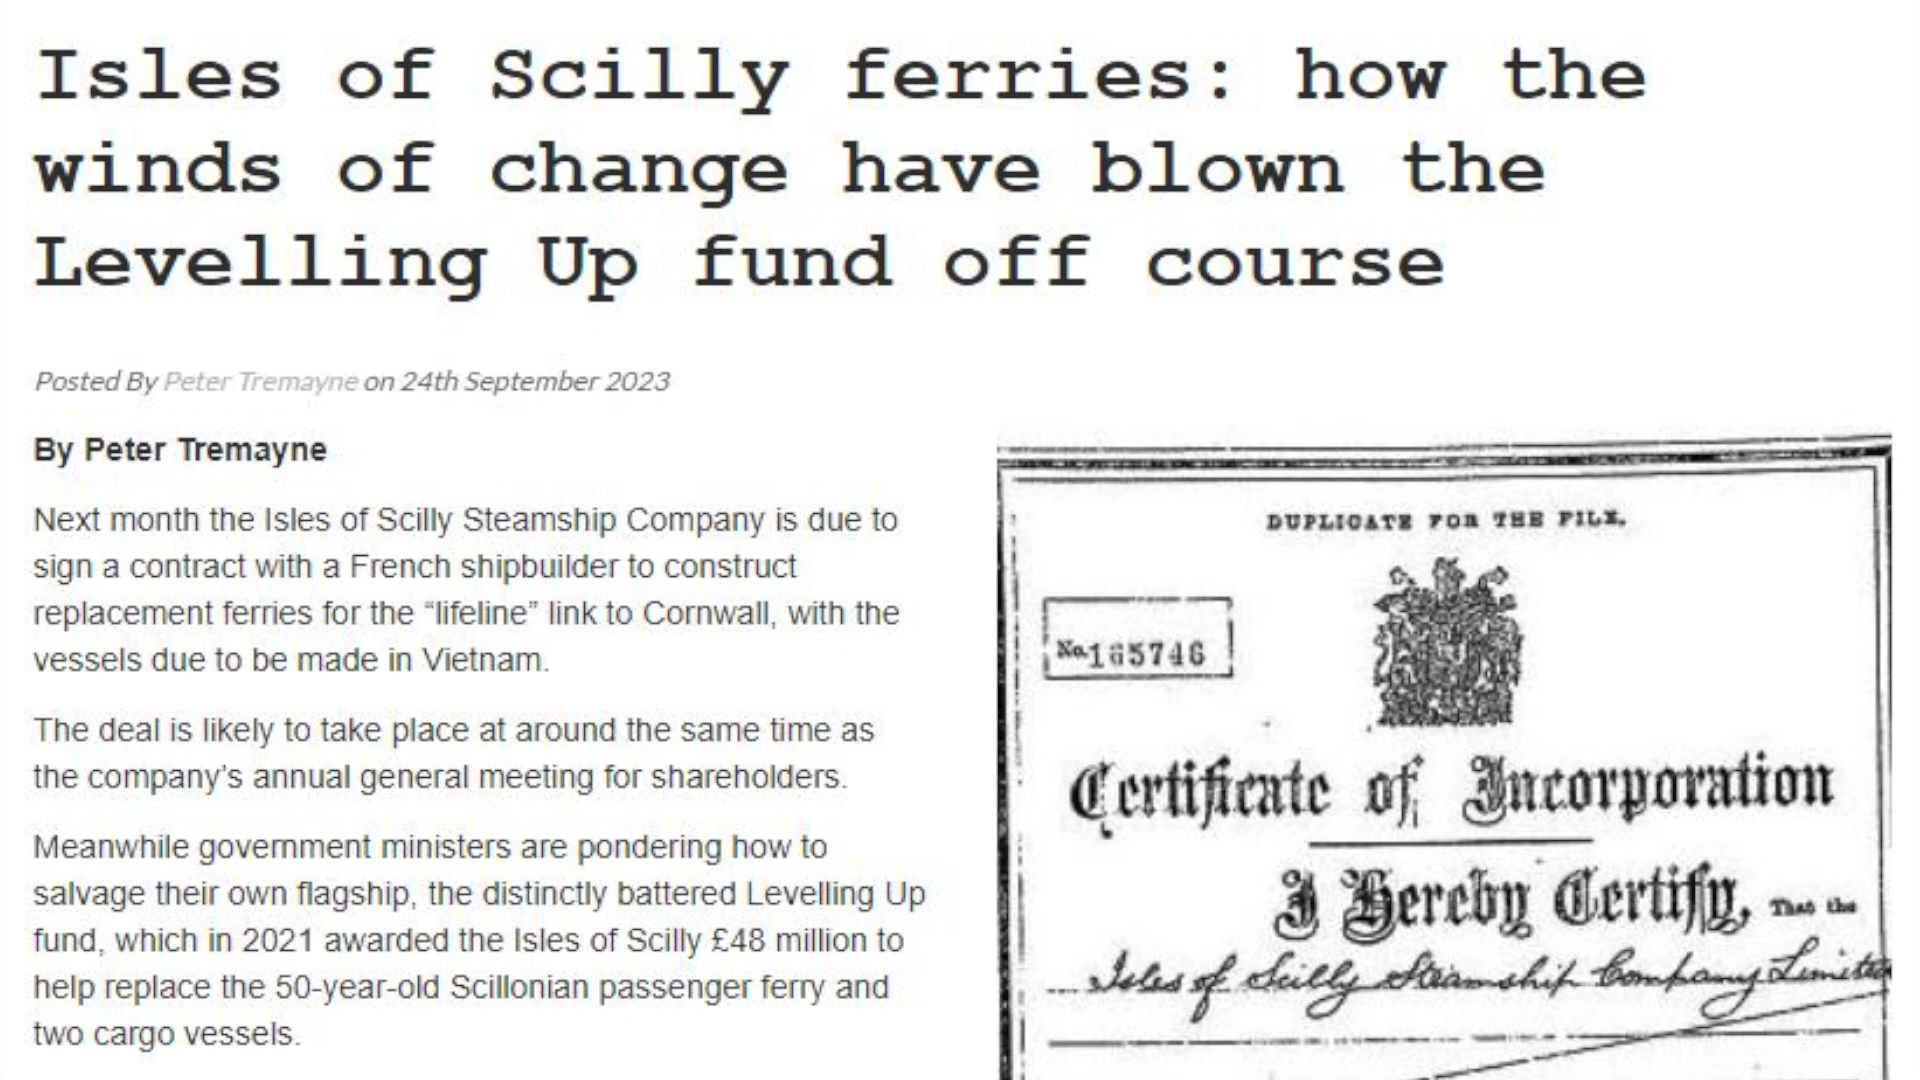 Isles of Scilly ferries: how the
winds of change have blown the
Levelling Up fund off course
Posted By Peter Tremayne on 24th September 2023
By Peter Tremayne
Next month the Isles of Scilly Steamship Company is due to
sign a contract with a French shipbuilder to construct
replacement ferries for the “lifeline” link to Cornwall, with the
vessels due to be made in Vietnam.
The deal is likely to take place at around the same time as
the company’s annual general meeting for shareholders.
Meanwhile government ministers are pondering how to
salvage their own flagship, the distinctly battered Levelling Up
fund, which in 2021 awarded the Isles of Scilly £48 million to
help replace the 50-year-old Scillonian passenger ferry and
two cargo vessels.
DUPLICATE FOR THE FILE.
No. 165746
Certificate of Incorporation
I Hereby Certify, That the
Isles of Scilly Steamship Company Limited